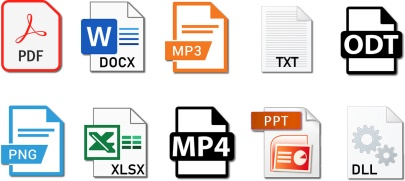 PDF
W DOCX
MP3
TXT
ODT
PNG
X XLSX
MP4
PPT
DLL